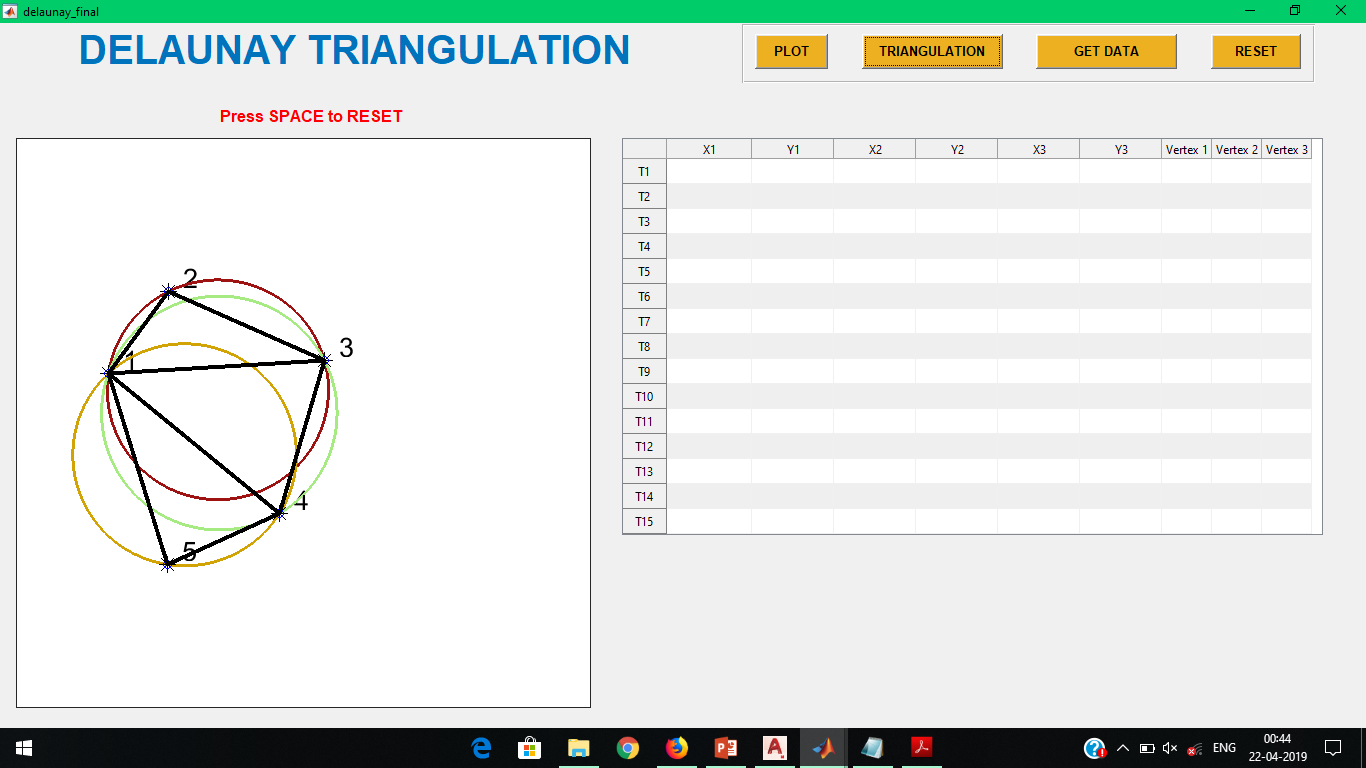 delaunay_final
DELAUNAY TRIANGULATION
PLOT
TRIANGULATION
GET DATA
RESET
Press SPACE to RESET
X1 Y1 X2 Y2 X3 Y3 Vertex 1 Vertex 2 Vertex 3
T1
T2
T3
T4
T5
T6
T7
T8
T9
T10
T11
T12
T13
T14
T15
2
3
1
4
5
ENG
00:44
22-04-2019